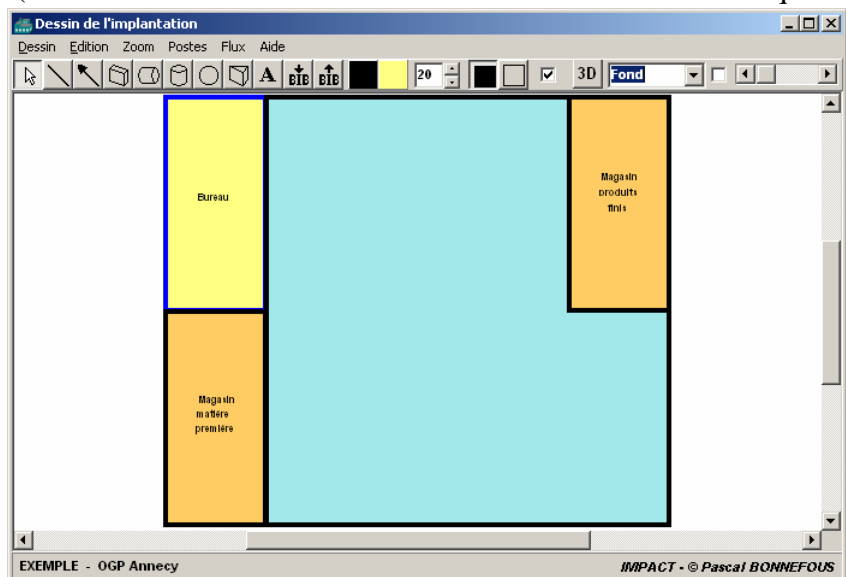 Dessin de l'implantation
Dessin Edition Zoom Postes Flux Aide
A BIB BIB 20 3D Fond
Bureau
Magasin
produits
finis
Magasin
matière
première
EXEMPLE - OGP Annecy
IMPACT - © Pascal BONNEFOUS